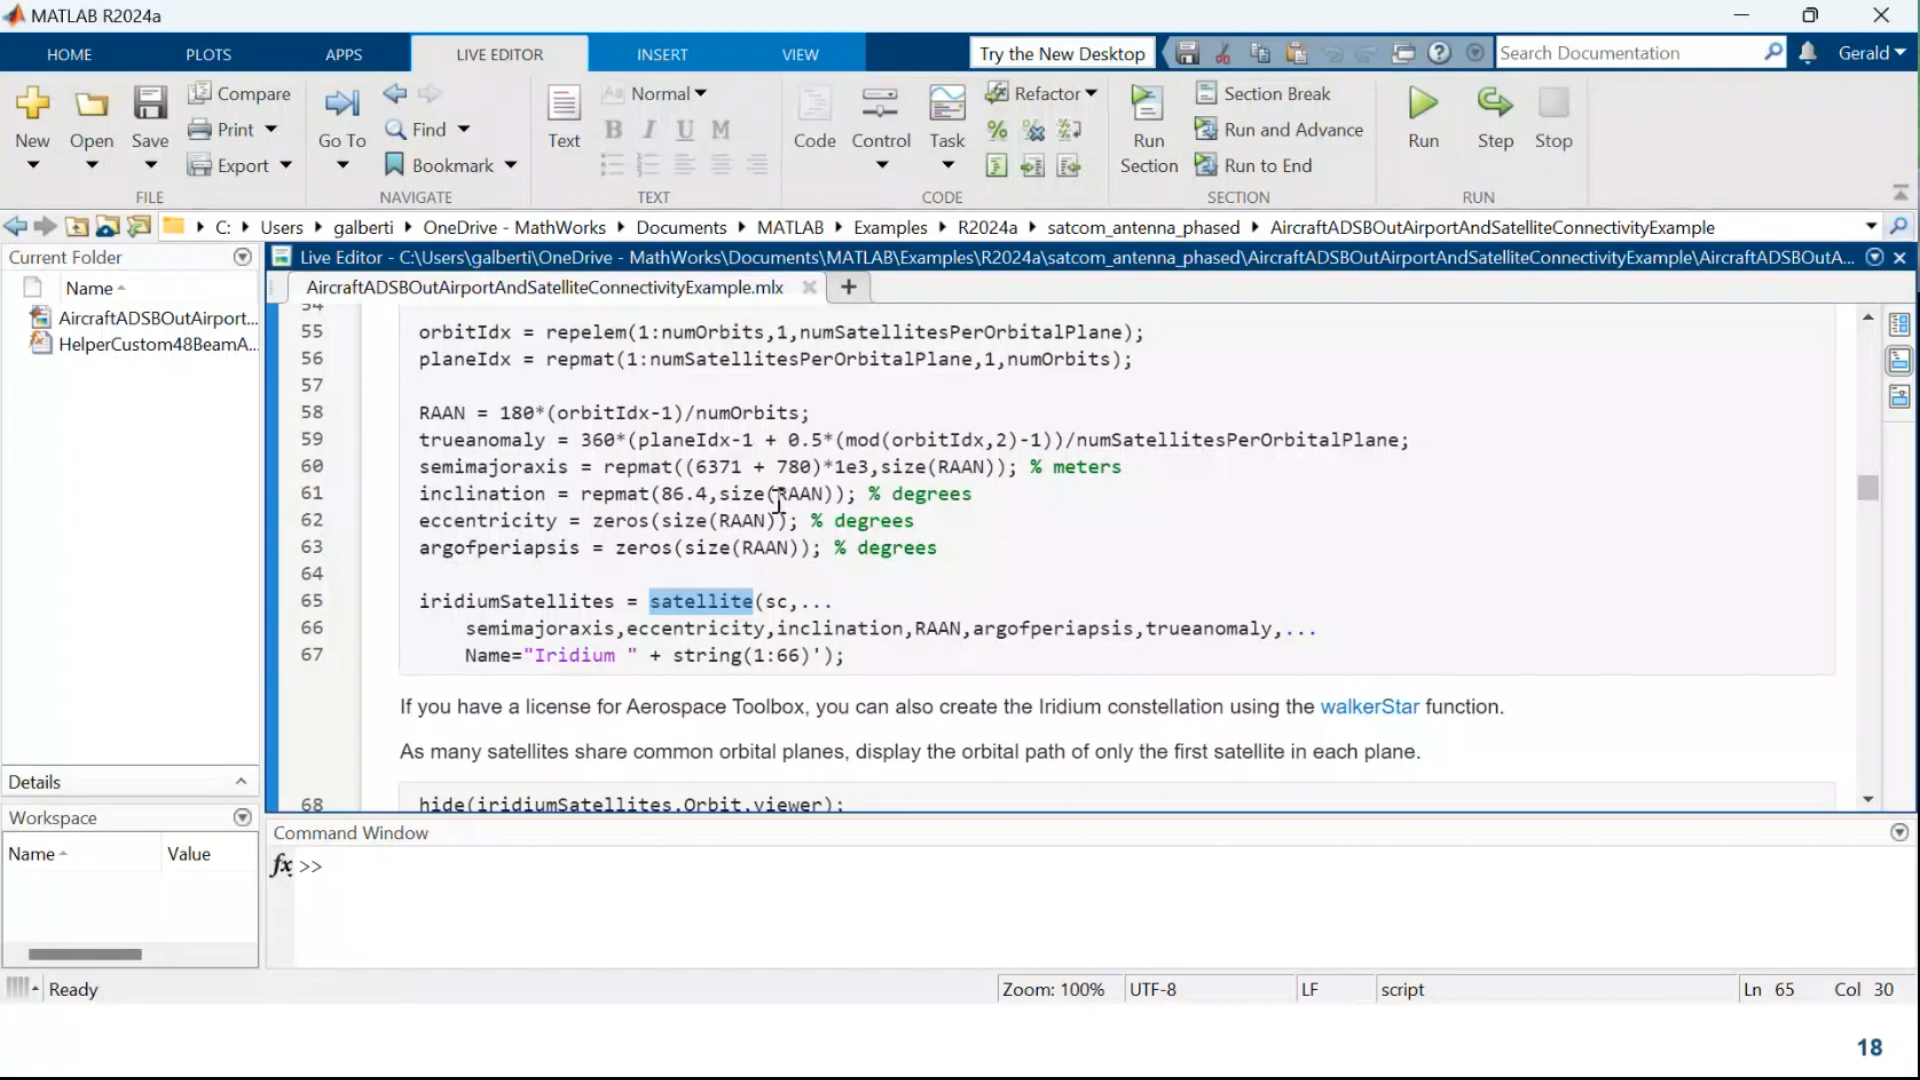 MATLAB R2024a
HOME PLOTS APPS LIVE EDITOR INSERT VIEW Try the New Desktop Search Documentation Gerald
New Open Save Compare Print Export
FILE
Go To Find Bookmark
NAVIGATE
Text Normal
B I U M
TEXT
Code Control Task Refactor
CODE
Run Section Section Break Run and Advance Run to End
SECTION
Run Step Stop
RUN
C: Users galberti OneDrive - MathWorks Documents MATLAB Examples R2024a satcom_antenna_phased AircraftADSBOutAirportAndSatelliteConnectivityExample
Current Folder
Name
AircraftADSBOutAirport...
HelperCustom48BeamA...
Details
Workspace
Name Value
Live Editor - C:\Users\galberti\OneDrive - MathWorks\Documents\MATLAB\Examples\R2024a\satcom_antenna_phased\AircraftADSBOutAirportAndSatelliteConnectivityExample\AircraftADSBOutA...
AircraftADSBOutAirportAndSatelliteConnectivityExample.mlx
54
55 orbitIdx = repelem(1:numOrbits,1,numSatellitesPerOrbitalPlane);
56 planeIdx = repmat(1:numSatellitesPerOrbitalPlane,1,numOrbits);
57
58 RAAN = 180*(orbitIdx-1)/numOrbits;
59 trueanomaly = 360*(planeIdx-1 + 0.5*(mod(orbitIdx,2)-1))/numSatellitesPerOrbitalPlane;
60 semimajoraxis = repmat((6371 + 780)*1e3,size(RAAN)); % meters
61 inclination = repmat(86.4,size(RAAN)); % degrees
62 eccentricity = zeros(size(RAAN)); % degrees
63 argofperiapsis = zeros(size(RAAN)); % degrees
64
65 iridiumSatellites = satellite(sc,...
66 semimajoraxis,eccentricity,inclination,RAAN,argofperiapsis,trueanomaly,...
67 Name="Iridium " + string(1:66)');
If you have a license for Aerospace Toolbox, you can also create the Iridium constellation using the walkerStar function.
As many satellites share common orbital planes, display the orbital path of only the first satellite in each plane.
68 hide(iridiumSatellites.Orbit,viewer);
Command Window
fx >>
Ready Zoom: 100% UTF-8 LF script Ln 65 Col 30
18